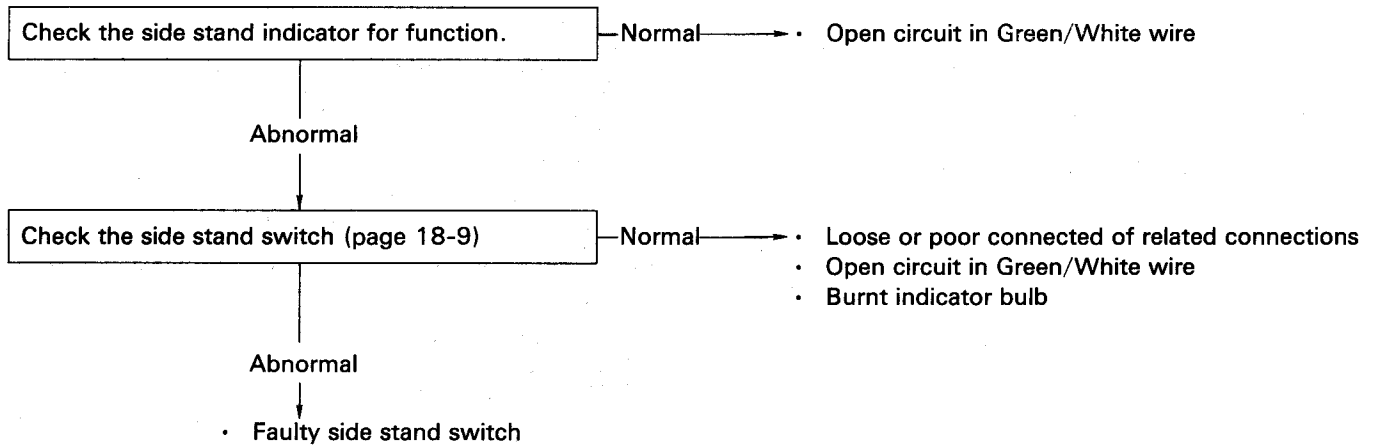 Check the side stand indicator for function.
Normal
· Open circuit in Green/White wire
Abnormal
Check the side stand switch (page 18-9)
Normal
· Loose or poor connected of related connections
· Open circuit in Green/White wire
· Burnt indicator bulb
Abnormal
· Faulty side stand switch